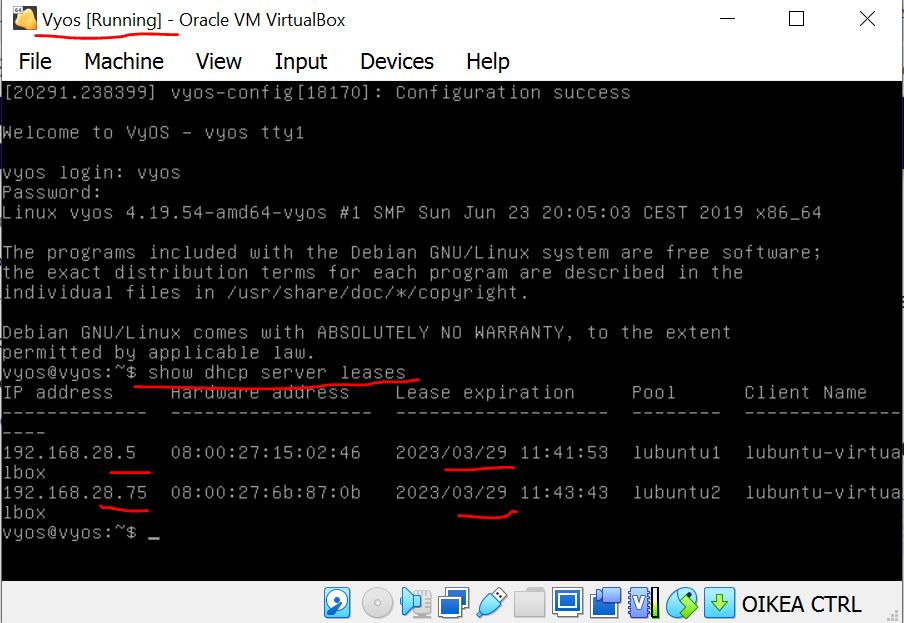 Vyos [Running] - Oracle VM VirtualBox
File Machine View Input Devices Help
[20291.238399] vyos-config[18170]: Configuration success
Welcome to VyOS - vyos tty1
vyos login: vyos
Password:
Linux vyos 4.19.54-amd64-vyos #1 SMP Sun Jun 23 20:05:03 CEST 2019 x86_64
The programs included with the Debian GNU/Linux system are free software;
the exact distribution terms for each program are described in the
individual files in /usr/share/doc/*/copyright.
Debian GNU/Linux comes with ABSOLUTELY NO WARRANTY, to the extent
permitted by applicable law.
vyos@vyos:~$ show dhcp server leases
IP address Hardware address Lease expiration Pool Client Name
------------- ------------------ ------------------- -------- ----------------
----
192.168.28.5 08:00:27:15:02:46 2023/03/29 11:41:53 lubuntu1 lubuntu-virtua
lbox
192.168.28.75 08:00:27:6b:87:0b 2023/03/29 11:43:43 lubuntu2 lubuntu-virtua
lbox
vyos@vyos:~$ _
OIKEA CTRL